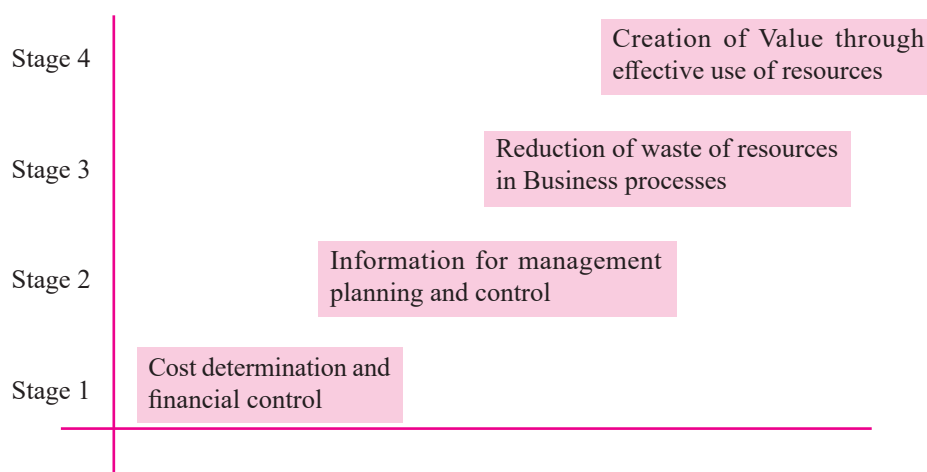 Stage 4
Creation of Value through
effective use of resources
Stage 3
Reduction of waste of resources
in Business processes
Stage 2
Information for management
planning and control
Stage 1
Cost determination and
financial control